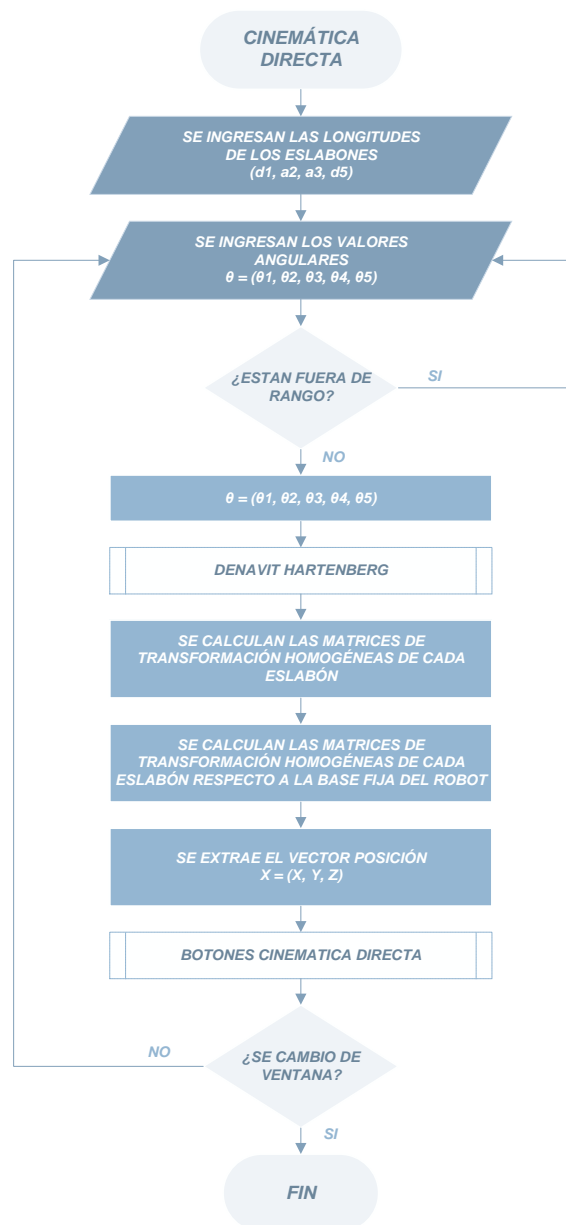 CINEMÁTICA
DIRECTA
SE INGRESAN LAS LONGITUDES
DE LOS ESLABONES
(d1, a2, a3, d5)
SE INGRESAN LOS VALORES
ANGULARES
θ = (θ1, θ2, θ3, θ4, θ5)
¿ESTAN FUERA DE
RANGO?
SI
NO
θ = (θ1, θ2, θ3, θ4, θ5)
DENAVIT HARTENBERG
SE CALCULAN LAS MATRICES DE
TRANSFORMACIÓN HOMOGÉNEAS DE CADA
ESLABÓN
SE CALCULAN LAS MATRICES DE
TRANSFORMACIÓN HOMOGÉNEAS DE CADA
ESLABÓN RESPECTO A LA BASE FIJA DEL ROBOT
SE EXTRAE EL VECTOR POSICIÓN
X = (X, Y, Z)
BOTONES CINEMATICA DIRECTA
NO
¿SE CAMBIO DE
VENTANA?
SI
FIN